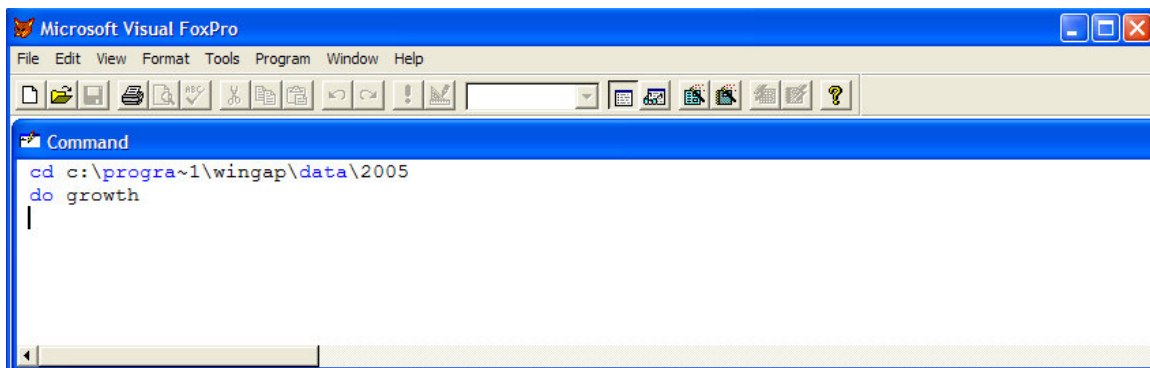 Microsoft Visual FoxPro
File Edit View Format Tools Program Window Help
Command
cd c:\progra~1\wingap\data\2005
do growth